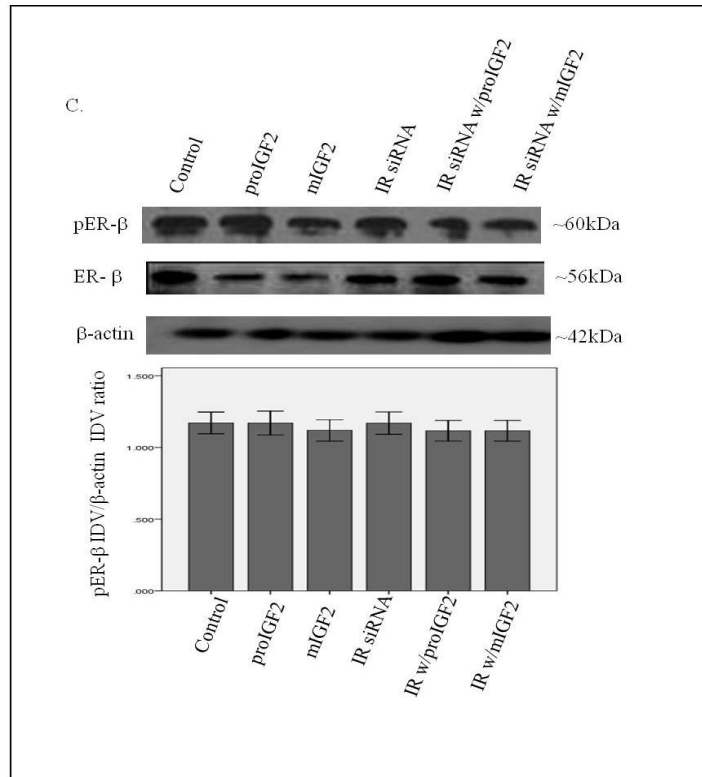 C.
Control
proIGF2
mIGF2
IR siRNA
IR siRNA w/proIGF2
IR siRNA w/mIGF2
pER-β
~60kDa
ER- β
~56kDa
β-actin
~42kDa
pER-β IDV/β-actin IDV ratio
1.500
1.000
.500
.000
Control
proIGF2
mIGF2
IR siRNA
IR w/proIGF2
IR w/mIGF2